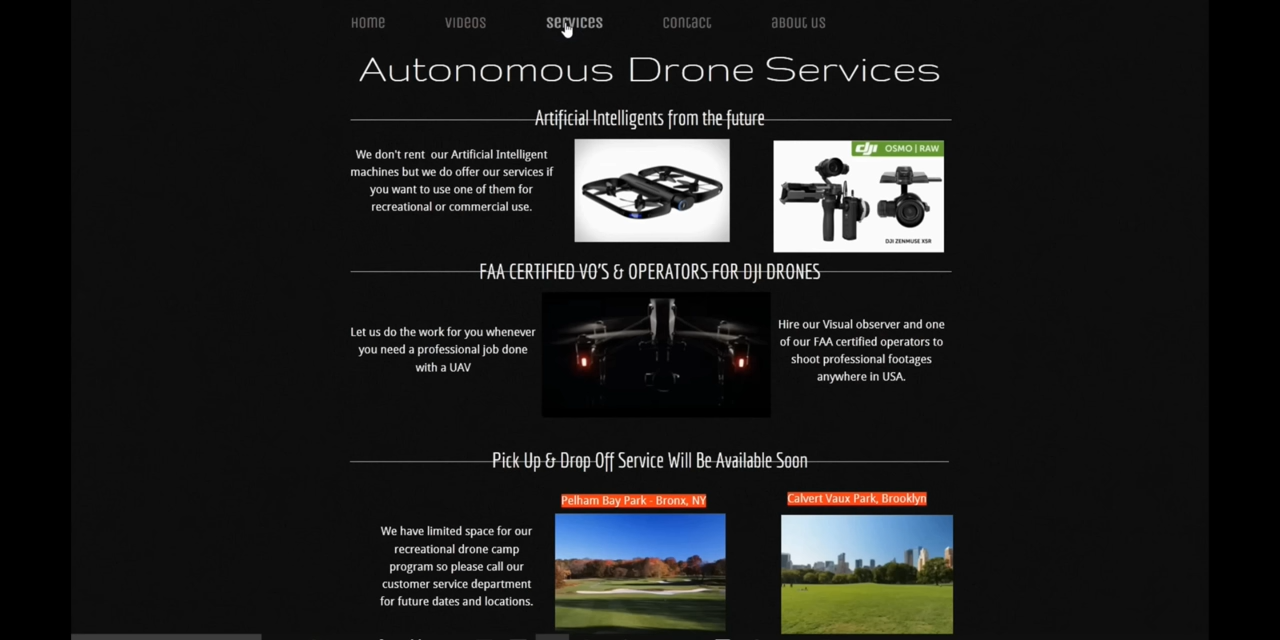 Home Videos services Contact About Us
Autonomous Drone Services
Artificial Intelligents from the future
We don't rent our Artificial Intelligent
machines but we do offer our services if
you want to use one of them for
recreational or commercial use.
dji OSMO | RAW
DJI ZENMUSE X5R
FAA CERTIFIED VO'S & OPERATORS FOR DJI DRONES
Let us do the work for you whenever
you need a professional job done
with a UAV
Hire our Visual observer and one
of our FAA certified operators to
shoot professional footages
anywhere in USA.
Pick Up & Drop Off Service Will Be Available Soon
Pelham Bay Park - Bronx, NY
Calvert Vaux Park, Brooklyn
We have limited space for our
recreational drone camp
program so please call our
customer service department
for future dates and locations.